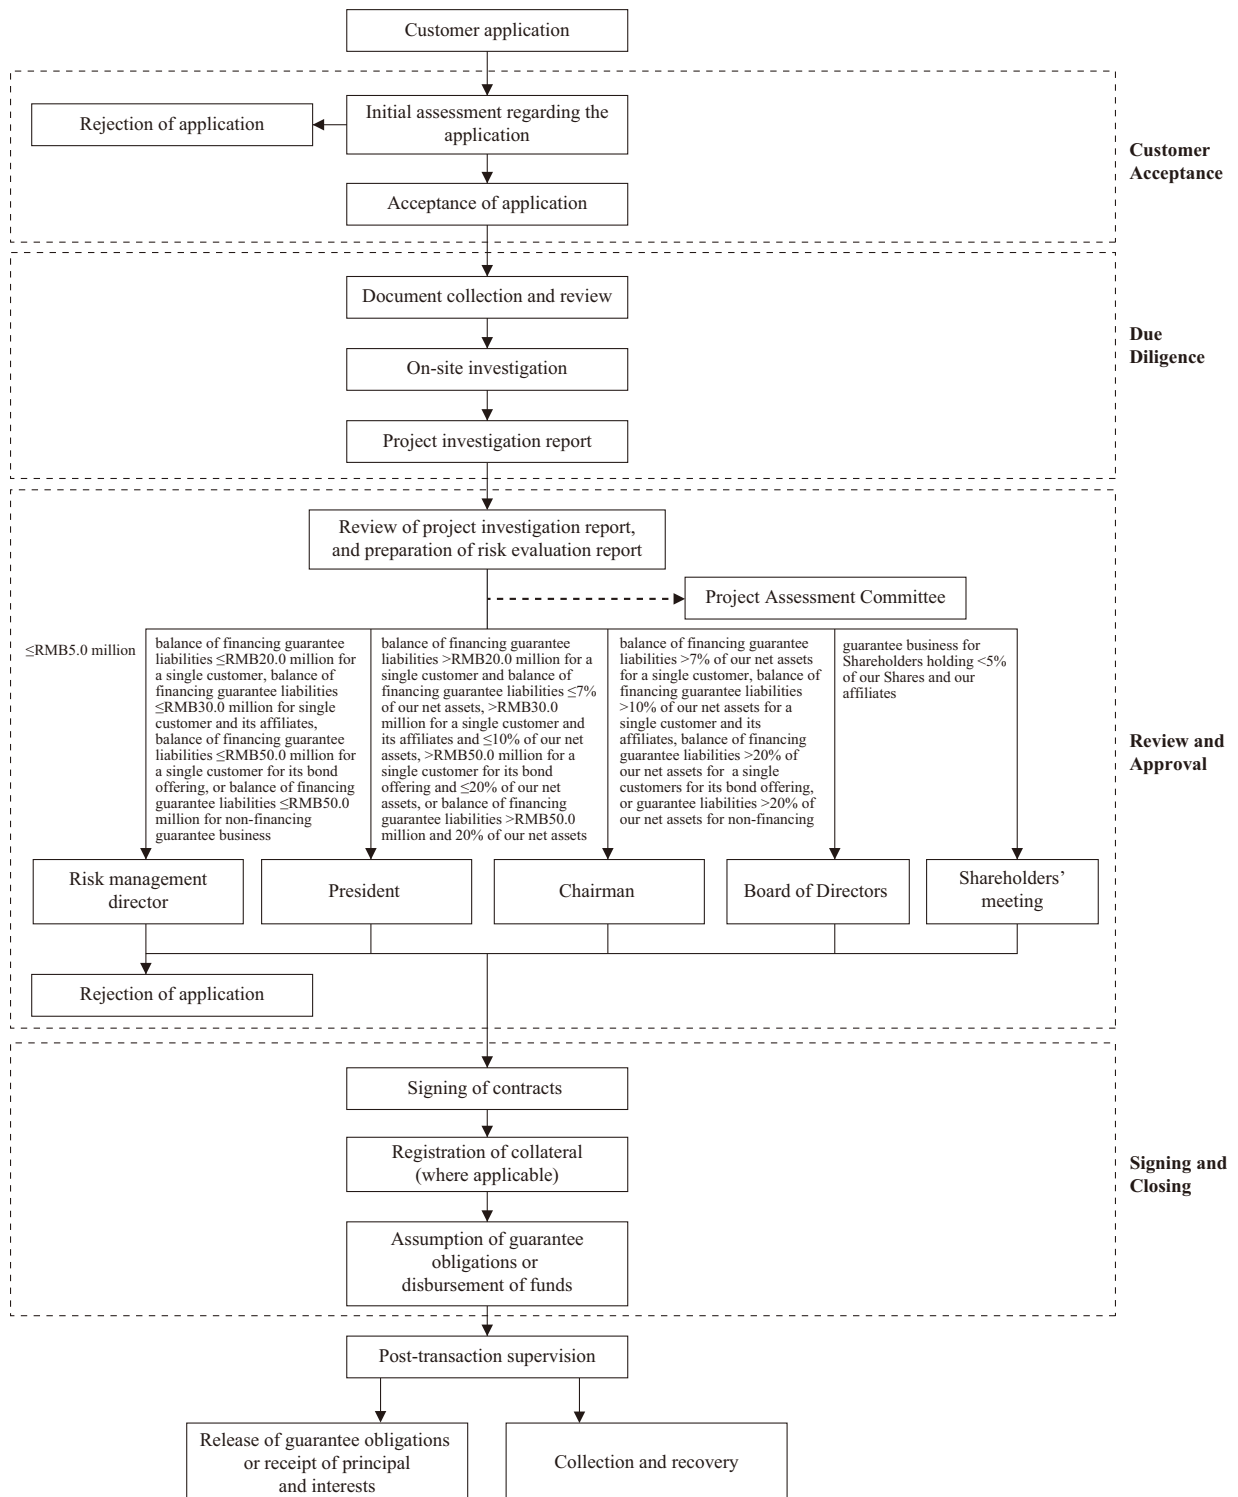 Customer application
Rejection of application
Initial assessment regarding the
application
Acceptance of application
Customer
Acceptance
Document collection and review
On-site investigation
Project investigation report
Due
Diligence
Review of project investigation report,
and preparation of risk evaluation report
Project Assessment Committee
≤RMB5.0 million
balance of financing guarantee
liabilities ≤RMB20.0 million for
a single customer, balance of
financing guarantee liabilities
≤RMB30.0 million for single
customer and its affiliates,
balance of financing guarantee
liabilities ≤RMB50.0 million for
a single customer for its bond
offering, or balance of financing
guarantee liabilities ≤RMB50.0
million for non-financing
guarantee business
balance of financing guarantee
liabilities >RMB20.0 million for a
single customer and balance of
financing guarantee liabilities ≤7%
of our net assets, >RMB30.0
million for a single customer and
its affiliates and ≤10% of our net
assets, >RMB50.0 million for a
single customer for its bond
offering and ≤20% of our net
assets, or balance of financing
guarantee liabilities >RMB50.0
million and 20% of our net assets
balance of financing guarantee
liabilities >7% of our net assets
for a single customer, balance of
financing guarantee liabilities
>10% of our net assets for a
single customer and its
affiliates, balance of financing
guarantee liabilities >20% of
our net assets for a single
customers for its bond offering,
or guarantee liabilities >20% of
our net assets for non-financing
guarantee business for
Shareholders holding <5%
of our Shares and our
affiliates
Review and
Approval
Risk management
director
President
Chairman
Board of Directors
Shareholders’
meeting
Rejection of application
Signing of contracts
Registration of collateral
(where applicable)
Assumption of guarantee
obligations or
disbursement of funds
Signing and
Closing
Post-transaction supervision
Release of guarantee obligations
or receipt of principal
and interests
Collection and recovery